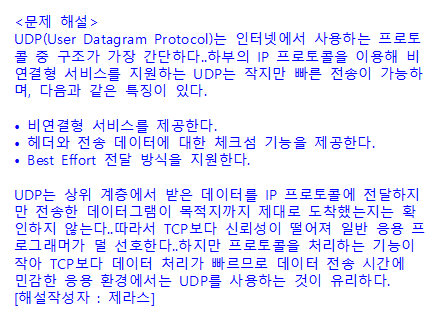 <문제 해설>
UDP(User Datagram Protocol)는 인터넷에서 사용하는 프로토
콜 중 구조가 가장 간단하다..하부의 IP 프로토콜을 이용해 비
연결형 서비스를 지원하는 UDP는 작지만 빠른 전송이 가능하
며, 다음과 같은 특징이 있다.
• 비연결형 서비스를 제공한다.
• 헤더와 전송 데이터에 대한 체크섬 기능을 제공한다.
• Best Effort 전달 방식을 지원한다.
UDP는 상위 계층에서 받은 데이터를 IP 프로토콜에 전달하지
만 전송한 데이터그램이 목적지까지 제대로 도착했는지는 확
인하지 않는다..따라서 TCP보다 신뢰성이 떨어져 일반 응용 프
로그래머가 덜 선호한다..하지만 프로토콜을 처리하는 기능이
작아 TCP보다 데이터 처리가 빠르므로 데이터 전송 시간에
민감한 응용 환경에서는 UDP를 사용하는 것이 유리하다.
[해설작성자 : 제라스]